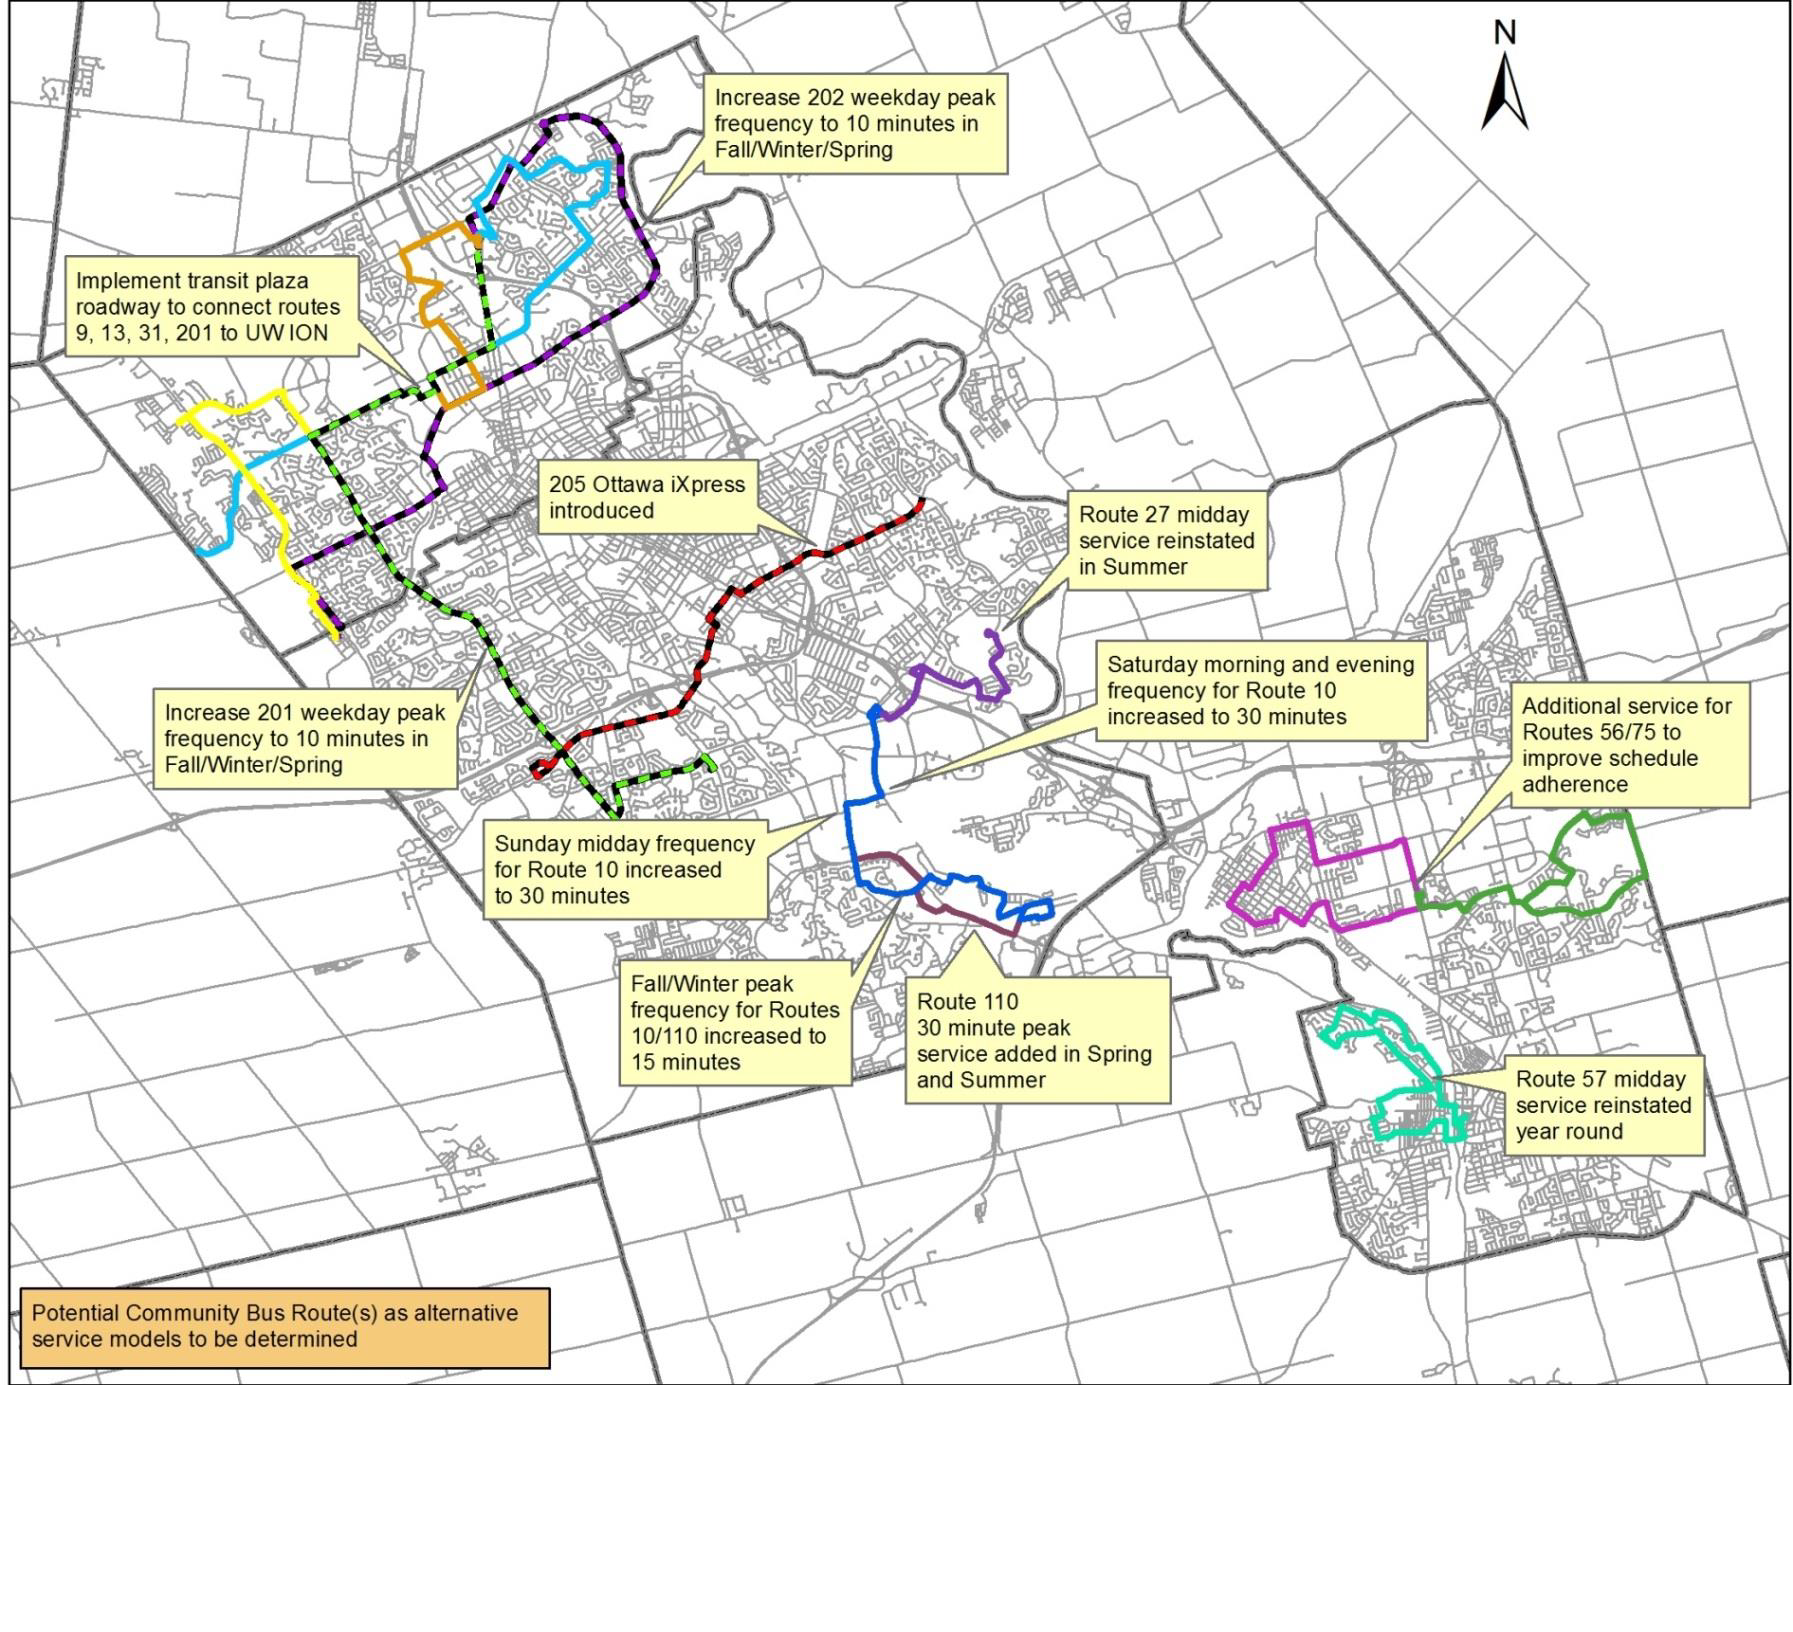 N
Increase 202 weekday peak
frequency to 10 minutes in
Fall/Winter/Spring
Implement transit plaza
roadway to connect routes
9, 13, 31, 201 to UW ION
205 Ottawa iXpress
introduced
Route 27 midday
service reinstated
in Summer
Saturday morning and evening
frequency for Route 10
increased to 30 minutes
Additional service for
Routes 56/75 to
improve schedule
adherence
Increase 201 weekday peak
frequency to 10 minutes in
Fall/Winter/Spring
Sunday midday frequency
for Route 10 increased
to 30 minutes
Fall/Winter peak
frequency for Routes
10/110 increased to
15 minutes
Route 110
30 minute peak
service added in Spring
and Summer
Route 57 midday
service reinstated
year round
Potential Community Bus Route(s) as alternative
service models to be determined